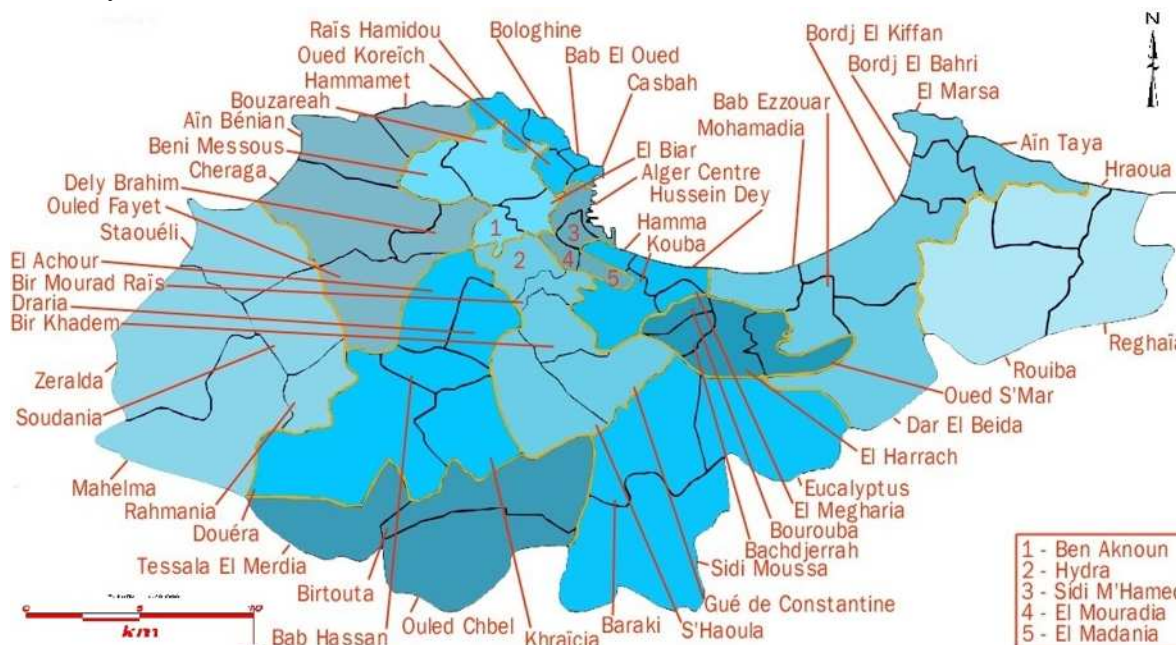 N
Raïs Hamidou
Oued Koreïch
Hammamet
Bouzareah
Aïn Bénian
Beni Messous
Cheraga
Dely Brahim
Ouled Fayet
Staouéli
El Achour
Bir Mourad Raïs
Draria
Bir Khadem
Zeralda
Soudania
Mahelma
Rahmania
Douéra
Tessala El Merdia
Birtouta
Bab Hassan
Ouled Chbel
Khraïcia
Baraki
S'Haoula
Gué de Constantine
Sidi Moussa
Bachdjerrah
Bourouba
El Megharia
Eucalyptus
El Harrach
Dar El Beida
Oued S'Mar
Rouiba
Reghaïa
Hraoua
Aïn Taya
El Marsa
Bordj El Bahri
Bordj El Kiffan
Bab Ezzouar
Mohamadia
Bologhine
Bab El Oued
Casbah
El Biar
Alger Centre
Hussein Dey
Hamma
Kouba
1
2
3
4
5
1 - Ben Aknoun
2 - Hydra
3 - Sidi M'Hamed
4 - El Mouradia
5 - El Madania
0
km